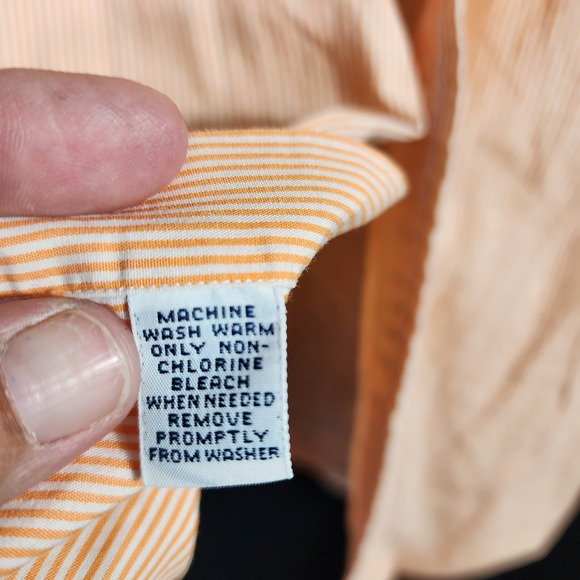 MACHINE
WASH WARM
ONLY NON-
CHLORINE
BLEACH
WHEN NEEDED
REMOVE
PROMPTLY
FROM WASHER